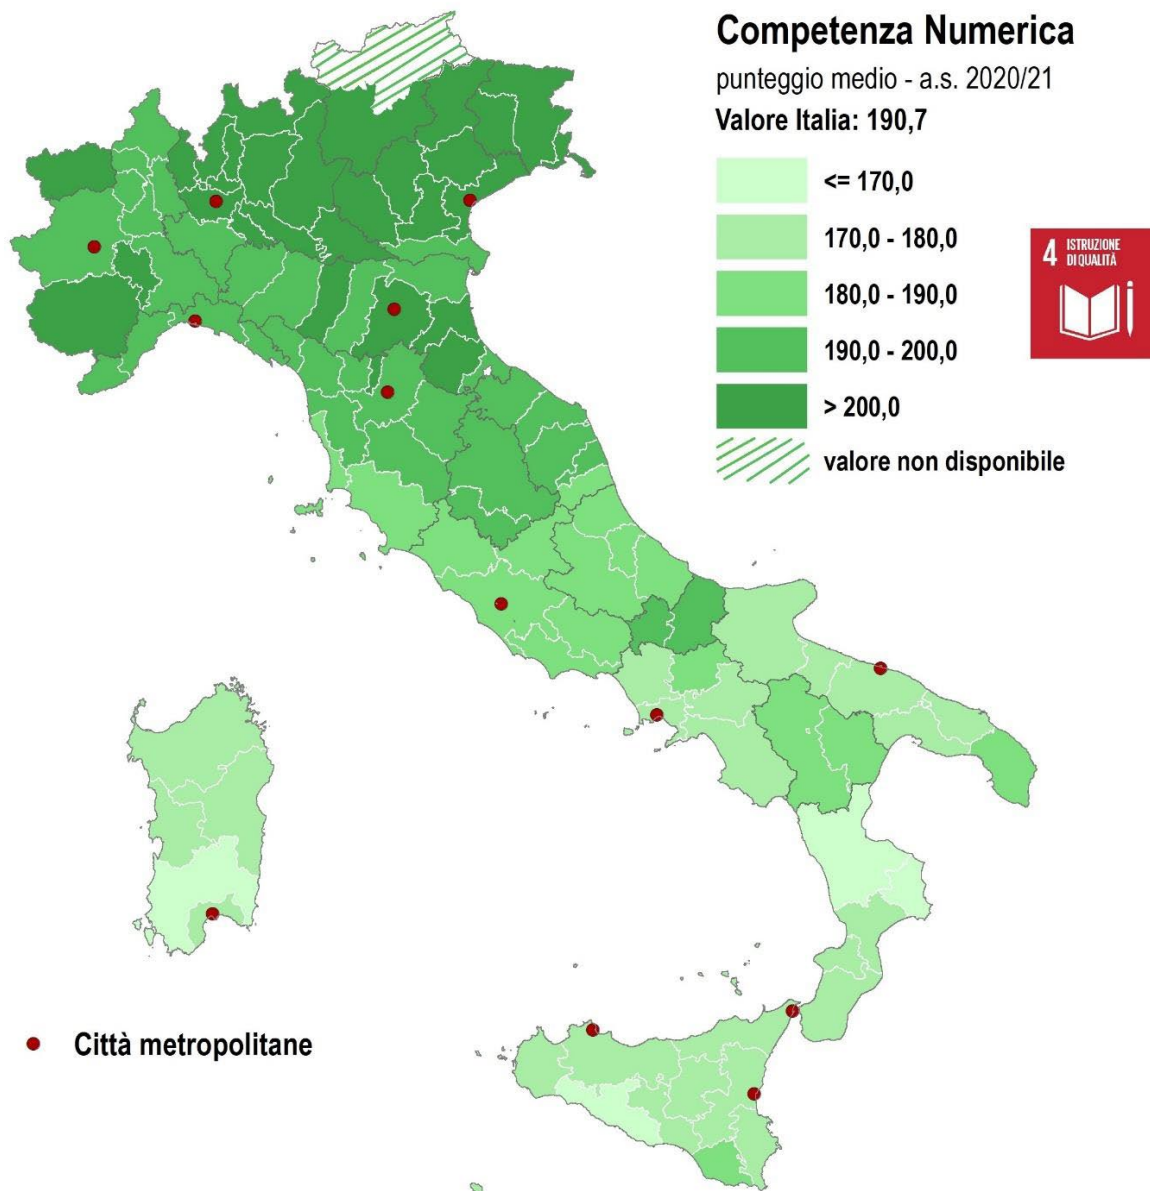 Competenza Numerica
punteggio medio - a.s. 2020/21
Valore Italia: 190,7
<= 170,0
170,0 - 180,0
180,0 - 190,0
190,0 - 200,0
> 200,0
valore non disponibile
4 ISTRUZIONE
DI QUALITÀ
Città metropolitane